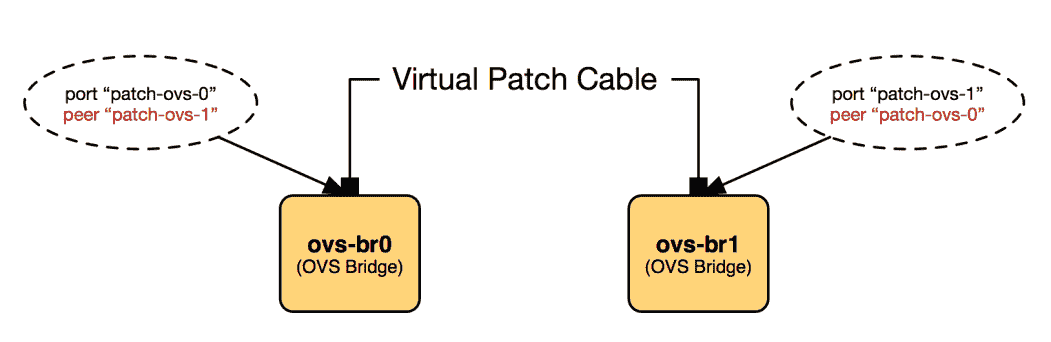 Virtual Patch Cable
port “patch-ovs-0”
peer “patch-ovs-1”
port “patch-ovs-1”
peer “patch-ovs-0”
ovs-br0
(OVS Bridge)
ovs-br1
(OVS Bridge)